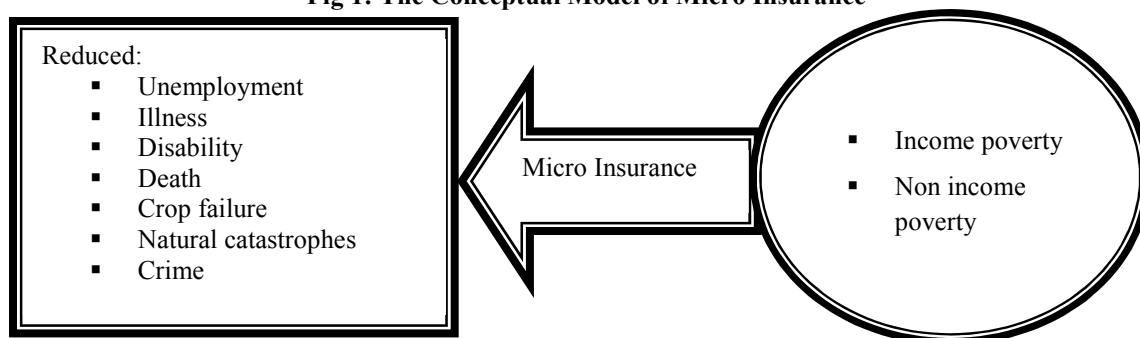 Fig 1: The Conceptual Model of Micro Insurance
Reduced:
▪ Unemployment
▪ Illness
▪ Disability
▪ Death
▪ Crop failure
▪ Natural catastrophes
▪ Crime
Micro Insurance
▪ Income poverty
▪ Non income
poverty